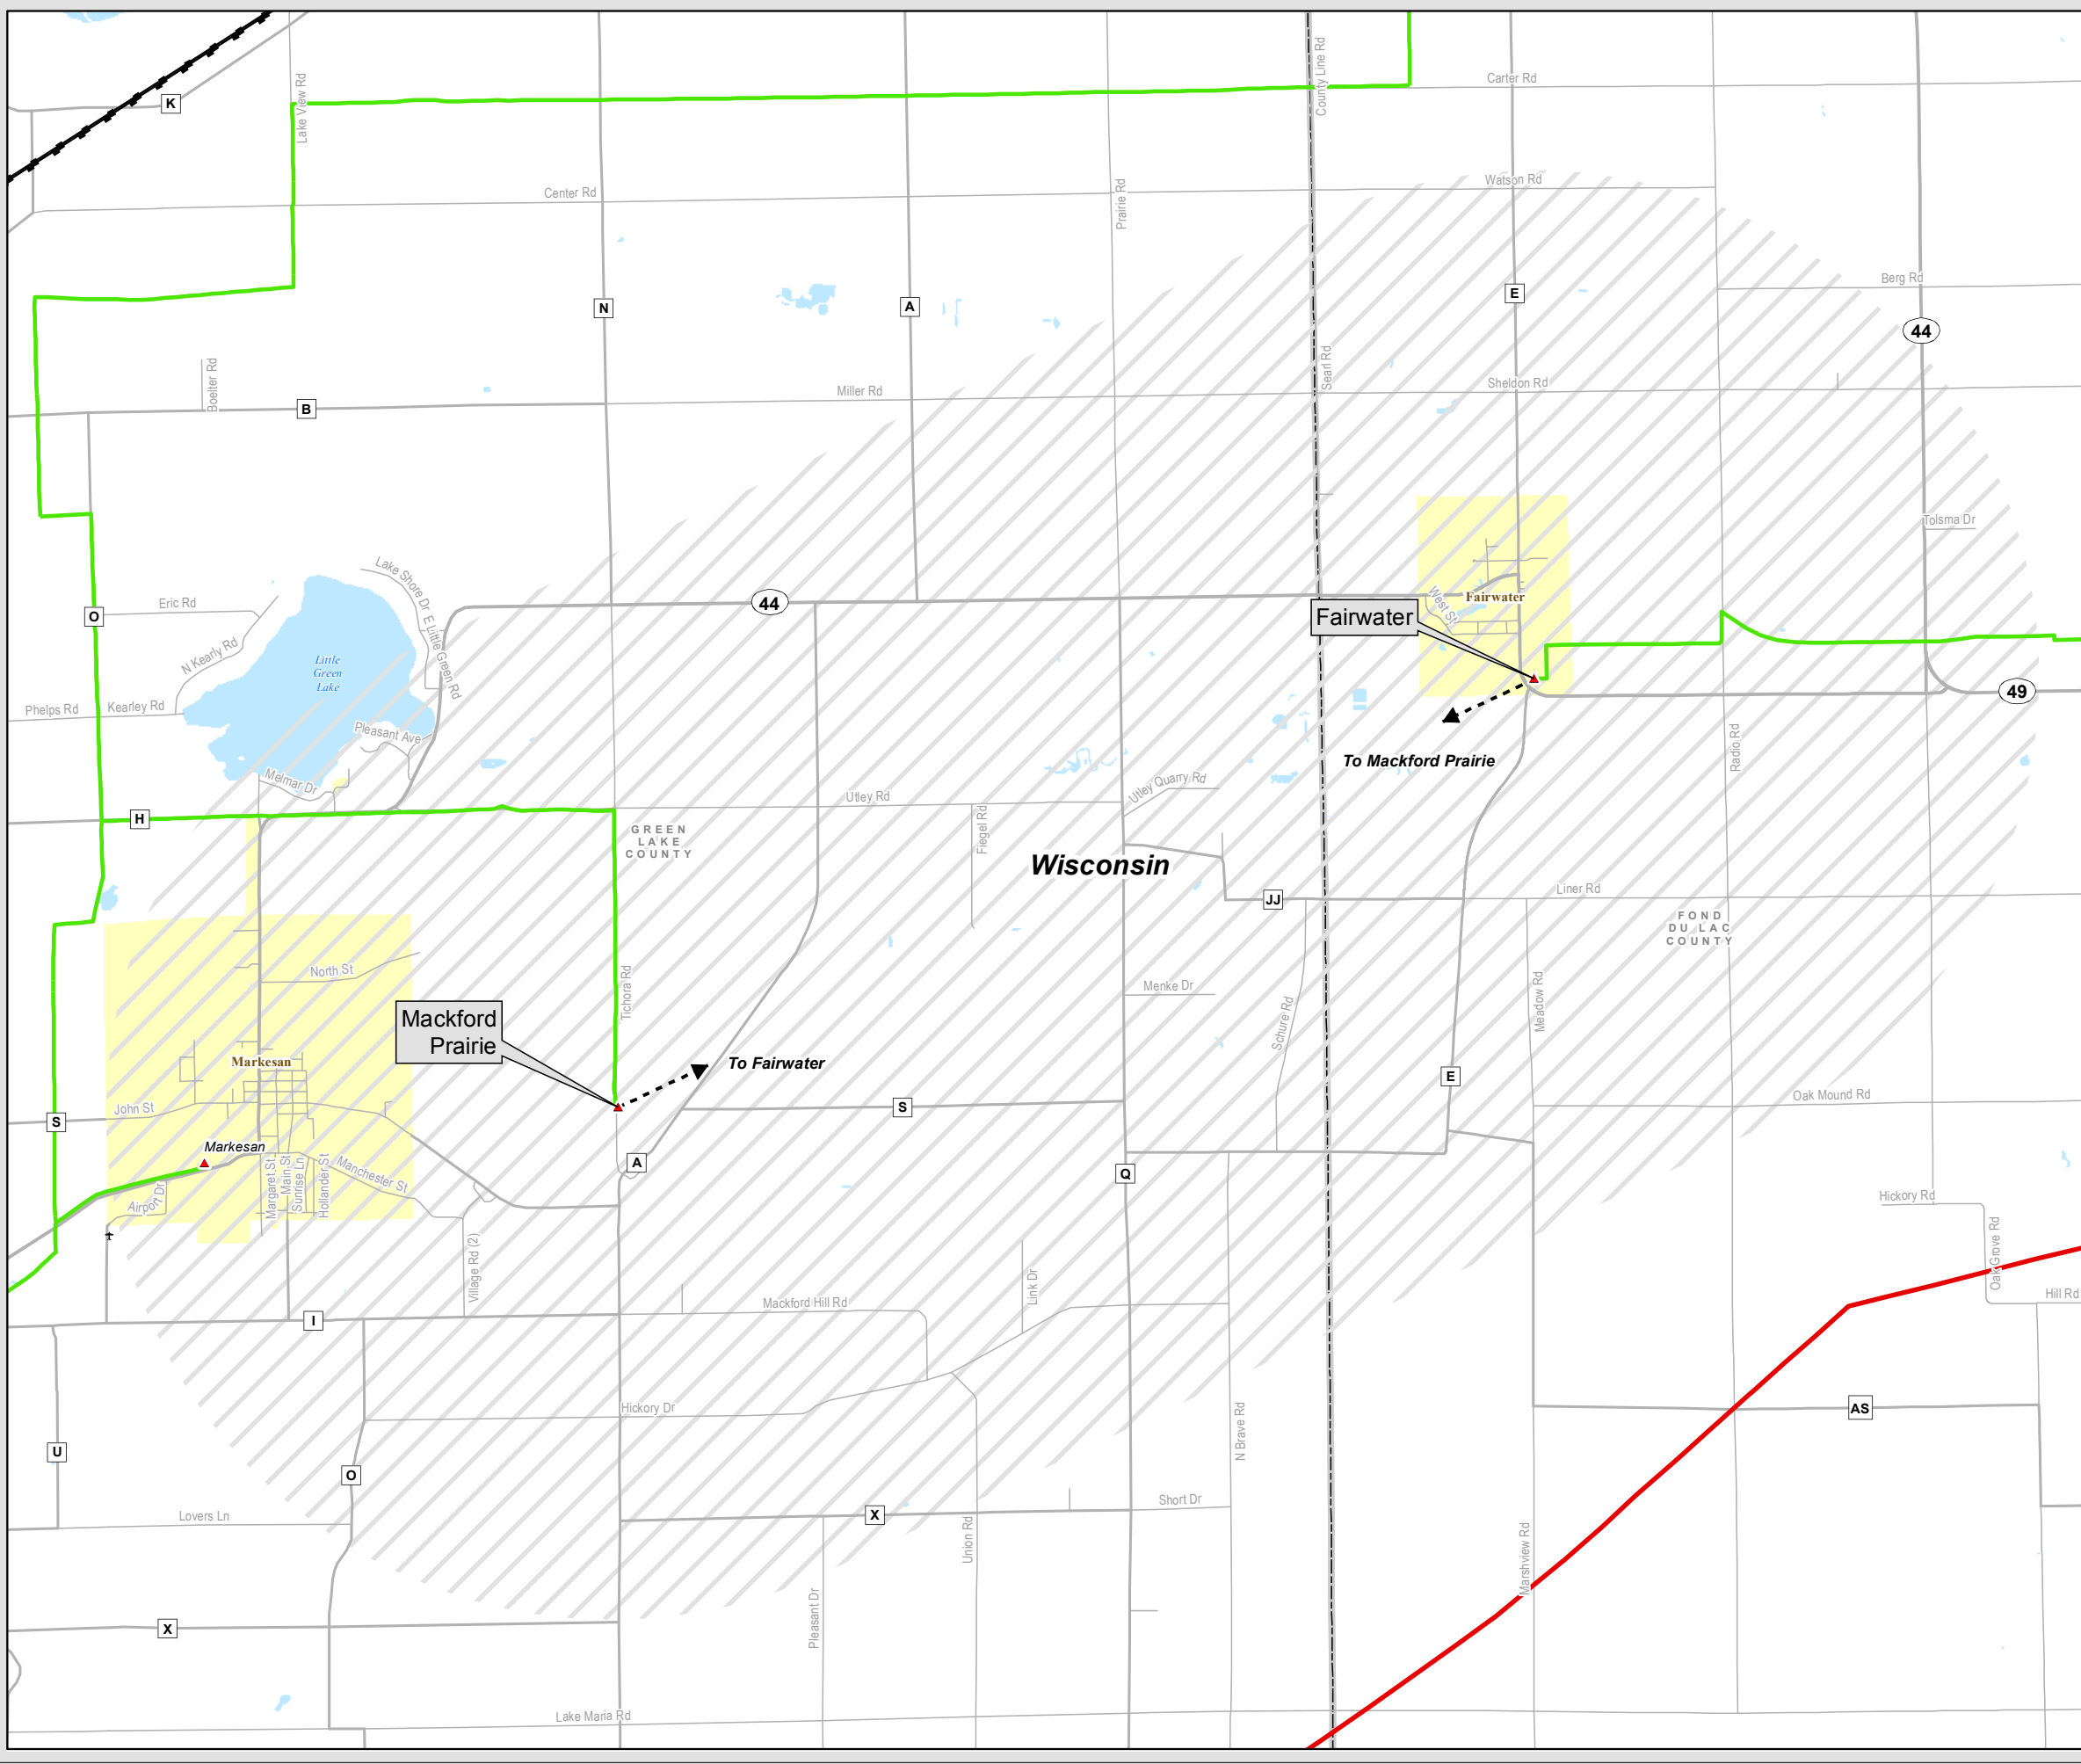 K
Lake View Rd
County Line Rd
Carter Rd
Center Rd
Prairie Rd
Watson Rd
N
A
E
Berg Rd
44
Boelter Rd
B
Miller Rd
Searl Rd
Sheldon Rd
Tolsma Dr
O
Eric Rd
N Kearly Rd
Lake Shore Dr
E Little Green Rd
44
West St
Fairwater
Fairwater
Little
Green
Lake
Phelps Rd
Kearley Rd
Pleasant Ave
Melmar Dr
49
Radio Rd
To Mackford Prairie
H
Utley Rd
Utley Quarry Rd
Fiegel Rd
GREEN
LAKE
COUNTY
Wisconsin
JJ
Liner Rd
FOND
DU LAC
COUNTY
North St
Tichora Rd
Menke Dr
Schure Rd
Meadow Rd
Mackford
Prairie
To Fairwater
Markesan
E
S
John St
S
Oak Mound Rd
Markesan
A
Q
Margaret St
Main St
Sunrise Ln
Hollander St
Manchester St
Airport Dr
Hickory Rd
Oak Grove Rd
Village Rd (2)
Link Dr
Mackford Hill Rd
Hill Rd
I
Hickory Dr
N Brave Rd
AS
U
O
X
Short Dr
Lovers Ln
Union Rd
Marshview Rd
Pleasant Dr
X
Lake Maria Rd